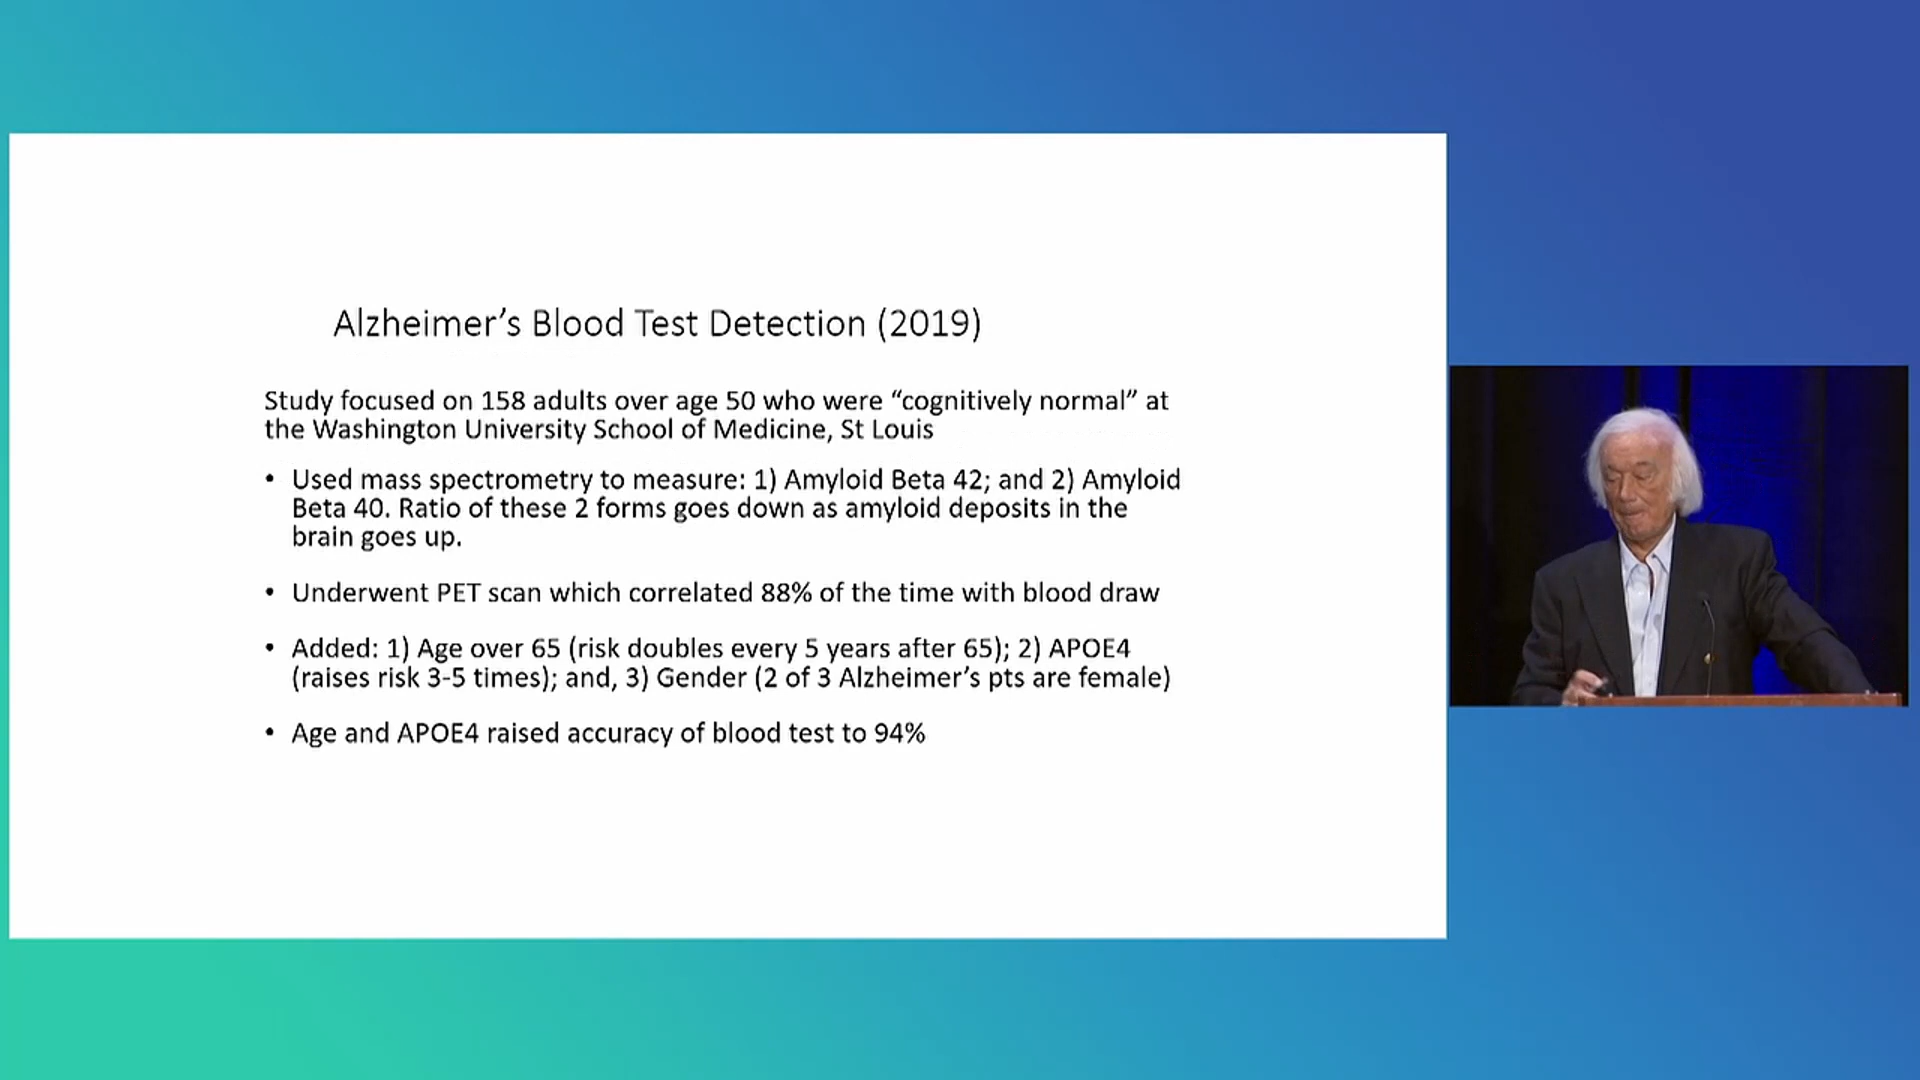 Alzheimer’s Blood Test Detection (2019)
Study focused on 158 adults over age 50 who were “cognitively normal” at
the Washington University School of Medicine, St Louis
• Used mass spectrometry to measure: 1) Amyloid Beta 42; and 2) Amyloid
Beta 40. Ratio of these 2 forms goes down as amyloid deposits in the
brain goes up.
• Underwent PET scan which correlated 88% of the time with blood draw
• Added: 1) Age over 65 (risk doubles every 5 years after 65); 2) APOE4
(raises risk 3-5 times); and, 3) Gender (2 of 3 Alzheimer’s pts are female)
• Age and APOE4 raised accuracy of blood test to 94%